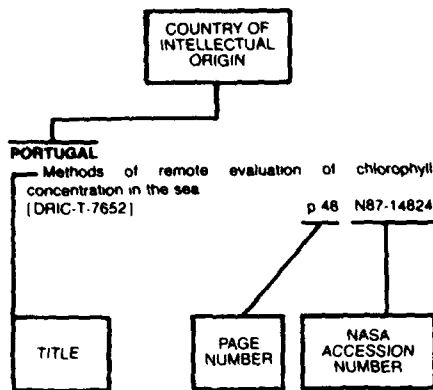 COUNTRY OF
INTELLECTUAL
ORIGIN
PORTUGAL
Methods of remote evaluation of chlorophyll
concentration in the sea
[DRIC-T-7652] p 48 N87-14824
TITLE
PAGE
NUMBER
NASA
ACCESSION
NUMBER